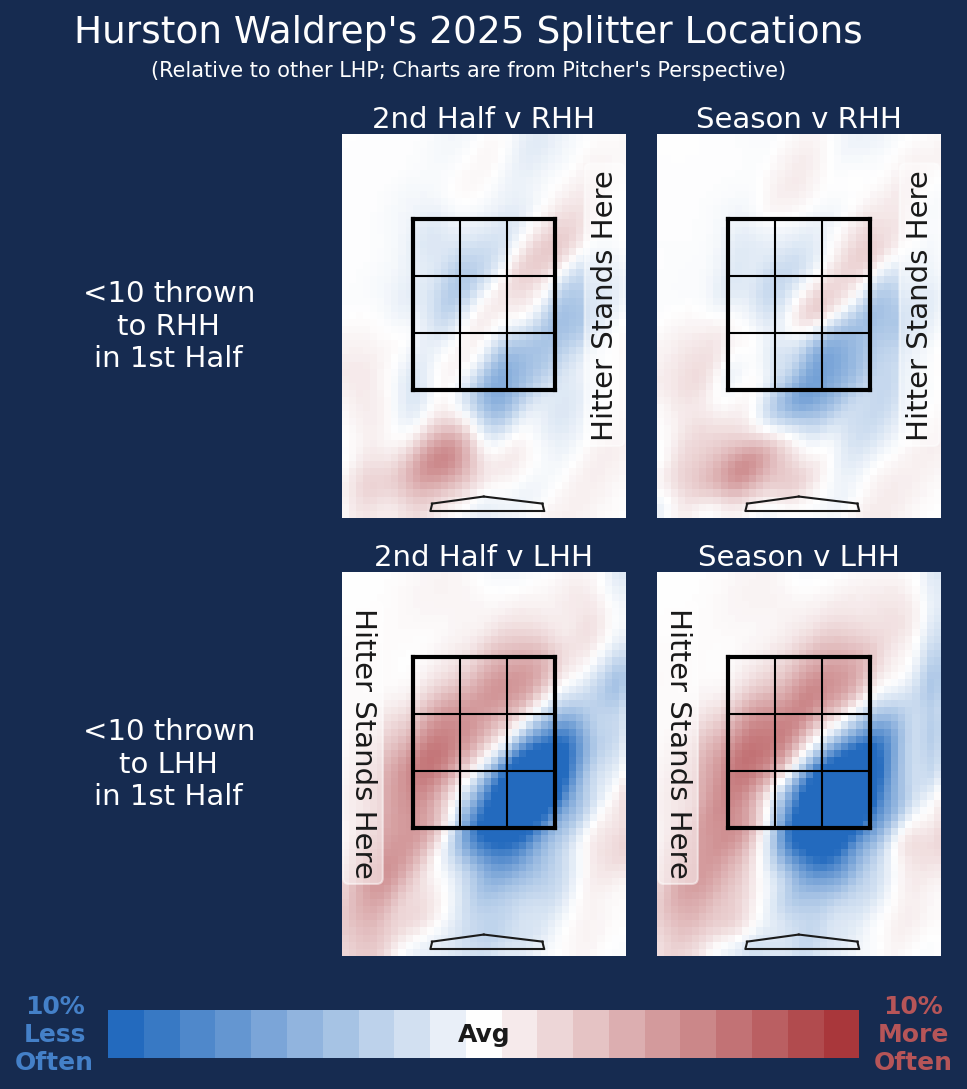 Hurston Waldrep's 2025 Splitter Locations
(Relative to other LHP; Charts are from Pitcher's Perspective)
2nd Half v RHH
Season v RHH
<10 thrown
to RHH
in 1st Half
Hitter Stands Here
Hitter Stands Here
2nd Half v LHH
Season v LHH
<10 thrown
to LHH
in 1st Half
Hitter Stands Here
Hitter Stands Here
10%
Less
Often
Avg
10%
More
Often